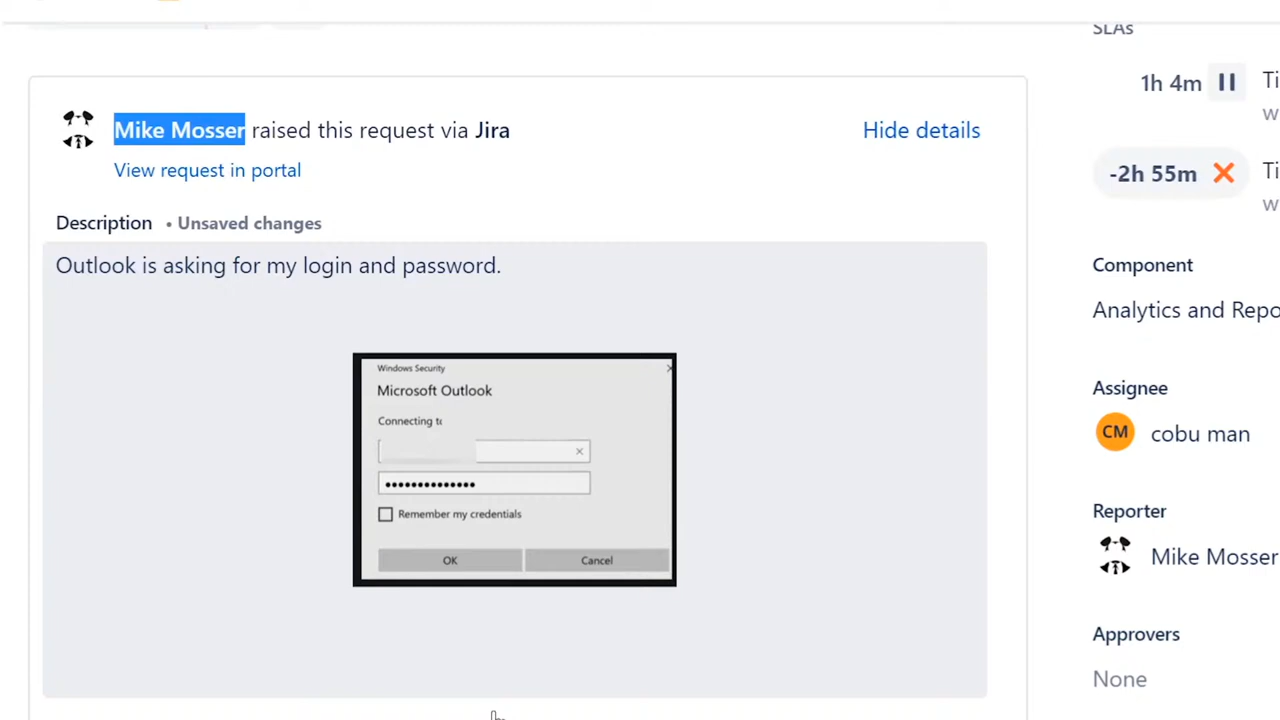 SLAs
1h 4m
-2h 55m
Mike Mosser raised this request via Jira
Hide details
View request in portal
Description • Unsaved changes
Outlook is asking for my login and password.
Windows Security
Microsoft Outlook
Connecting to
Remember my credentials
OK
Cancel
Component
Analytics and Repo
Assignee
CM
cobu man
Reporter
Mike Mosser
Approvers
None